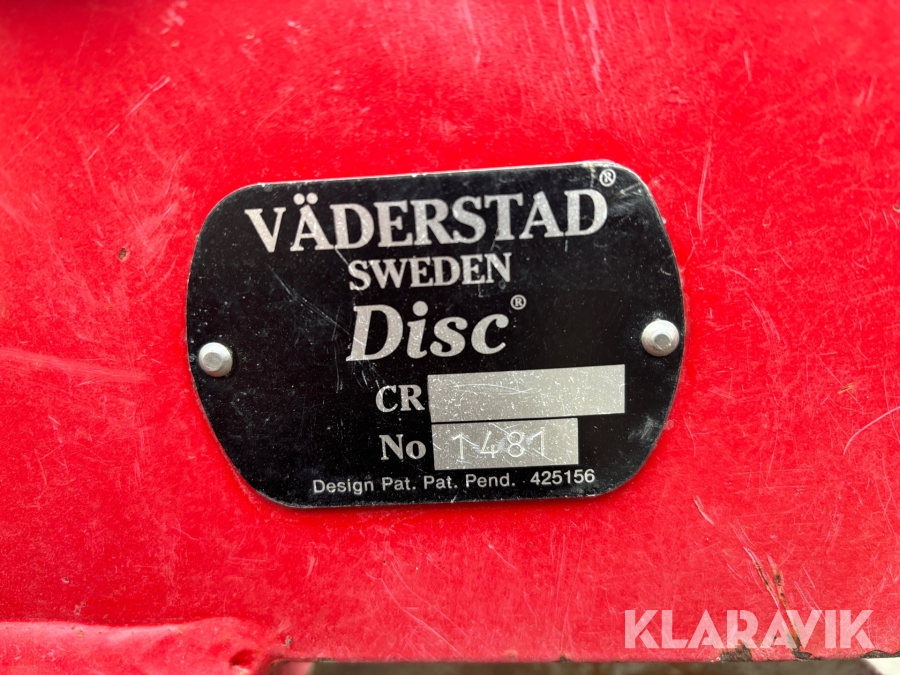 VÄDERSTAD®
SWEDEN
Disc®
CR
No 1481
Design Pat. Pat. Pend. 425156
KLARAVIK